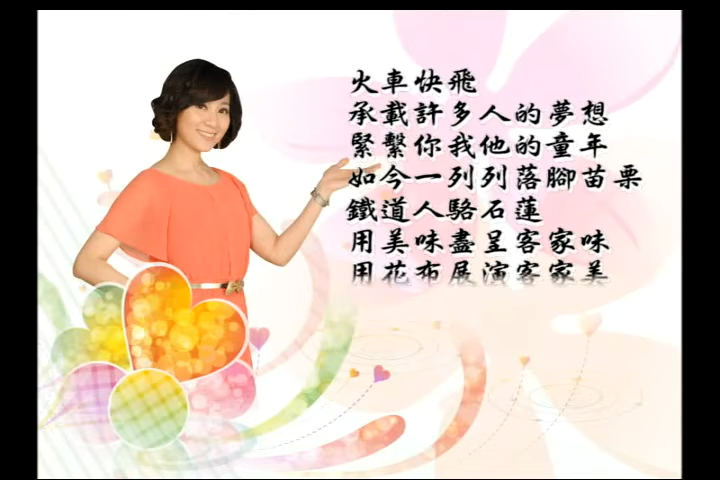 火車快飛
承載許多人的夢想
緊繫你我他的童年
如今一列列落腳苗栗
鐵道人駱石蓮
用美味盡呈客家味
用花布展演客家美